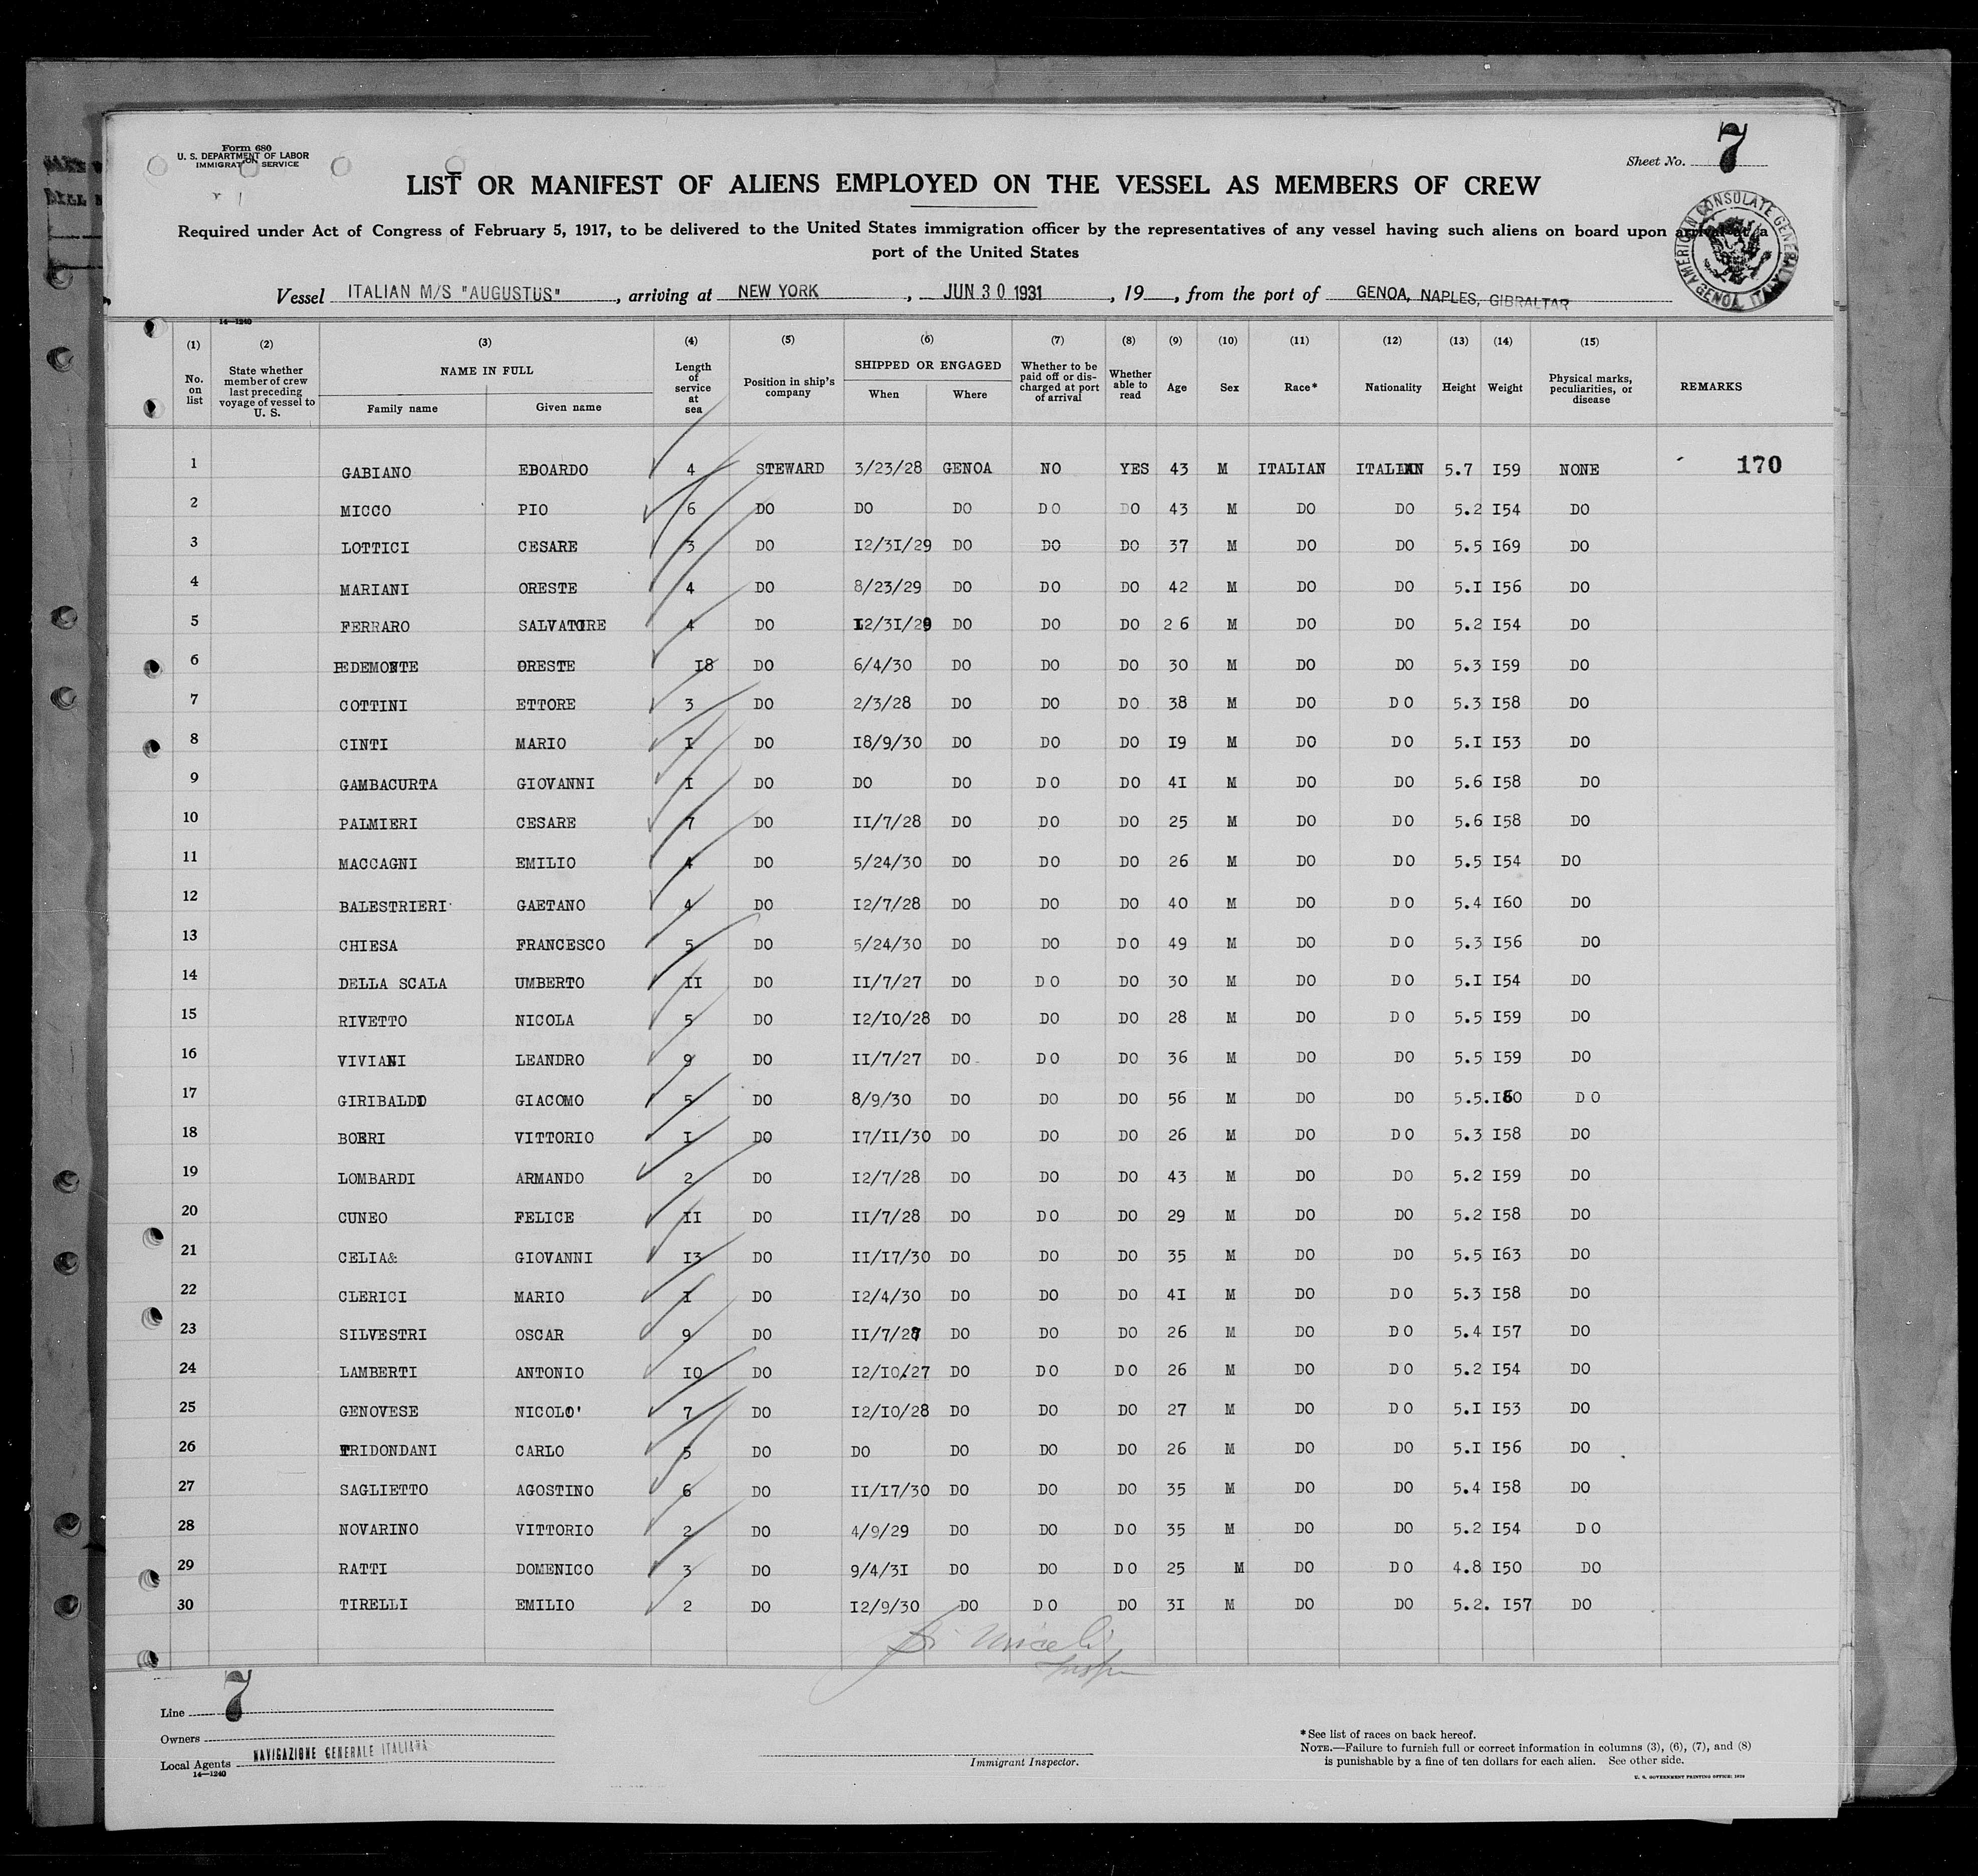 Form 680
U. S. DEPARTMENT OF LABOR
IMMIGRATION SERVICE
Sheet No. 7
LIST OR MANIFEST OF ALIENS EMPLOYED ON THE VESSEL AS MEMBERS OF CREW
Required under Act of Congress of February 5, 1917, to be delivered to the United States immigration officer by the representatives of any vessel having such aliens on board upon arrival at a
port of the United States
AMERICAN CONSULATE GENERAL GENOA, ITALY
Vessel ITALIAN M/S "AUGUSTUS", arriving at NEW YORK, JUN 30 1931, 19__, from the port of GENOA, NAPLES, GIBRALTAR
14—1240
(1) (2) (3) (4) (5) (6) (7) (8) (9) (10) (11) (12) (13) (14) (15)
No. on list State whether member of crew last preceding voyage of vessel to U. S. NAME IN FULL Family name Given name Length of service at sea Position in ship's company SHIPPED OR ENGAGED When Where Whether to be paid off or discharged at port of arrival Whether able to read Age Sex Race* Nationality Height Weight Physical marks, peculiarities, or disease REMARKS
1 GABIANO EDOARDO 4 STEWARD 3/23/28 GENOA NO YES 43 M ITALIAN ITALIAN 5.7 I59 NONE 170
2 MICCO PIO 6 DO DO DO DO DO 43 M DO DO 5.2 I54 DO
3 LOTTICI CESARE 3 DO I2/3I/29 DO DO DO 37 M DO DO 5.5 I69 DO
4 MARIANI ORESTE 4 DO 8/23/29 DO DO DO 42 M DO DO 5.I I56 DO
5 FERRARO SALVATORE 4 DO I2/3I/29 DO DO DO 26 M DO DO 5.2 I54 DO
6 PEDEMONTE ORESTE I8 DO 6/4/30 DO DO DO 30 M DO DO 5.3 I59 DO
7 COTTINI ETTORE 3 DO 2/3/28 DO DO DO 38 M DO DO 5.3 I58 DO
8 CINTI MARIO I DO I8/9/30 DO DO DO I9 M DO DO 5.I I53 DO
9 GAMBACURTA GIOVANNI I DO DO DO DO DO 4I M DO DO 5.6 I58 DO
10 PALMIERI CESARE 7 DO II/7/28 DO DO DO 25 M DO DO 5.6 I58 DO
11 MACCAGNI EMILIO 4 DO 5/24/30 DO DO DO 26 M DO DO 5.5 I54 DO
12 BALESTRIERI GAETANO 4 DO I2/7/28 DO DO DO 40 M DO DO 5.4 I60 DO
13 CHIESA FRANCESCO 5 DO 5/24/30 DO DO DO 49 M DO DO 5.3 I56 DO
14 DELLA SCALA UMBERTO II DO II/7/27 DO DO DO 30 M DO DO 5.I I54 DO
15 RIVETTO NICOLA 5 DO I2/I0/28 DO DO DO 28 M DO DO 5.5 I59 DO
16 VIVIANI LEANDRO 9 DO II/7/27 DO DO DO 36 M DO DO 5.5 I59 DO
17 GIRIBALDI GIACOMO 5 DO 8/9/30 DO DO DO 56 M DO DO 5.5. I60 DO
18 BOERI VITTORIO I DO I7/II/30 DO DO DO 26 M DO DO 5.3 I58 DO
19 LOMBARDI ARMANDO 2 DO I2/7/28 DO DO DO 43 M DO DO 5.2 I59 DO
20 CUNEO FELICE II DO II/7/28 DO DO DO 29 M DO DO 5.2 I58 DO
21 CELIA& GIOVANNI I3 DO II/I7/30 DO DO DO 35 M DO DO 5.5 I63 DO
22 CLERICI MARIO I DO I2/4/30 DO DO DO 4I M DO DO 5.3 I58 DO
23 SILVESTRI OSCAR 9 DO II/7/27 DO DO DO 26 M DO DO 5.4 I57 DO
24 LAMBERTI ANTONIO I0 DO I2/I0/27 DO DO DO 26 M DO DO 5.2 I54 DO
25 GENOVESE NICOLO' 7 DO I2/I0/28 DO DO DO 27 M DO DO 5.I I53 DO
26 TRIDONDANI CARLO 5 DO DO DO DO DO 26 M DO DO 5.I I56 DO
27 SAGLIETTO AGOSTINO 6 DO II/I7/30 DO DO DO 35 M DO DO 5.4 I58 DO
28 NOVARINO VITTORIO 2 DO 4/9/29 DO DO DO 35 M DO DO 5.2 I54 DO
29 RATTI DOMENICO 3 DO 9/4/3I DO DO DO 25 M DO DO 4.8 I50 DO
30 TIRELLI EMILIO 2 DO I2/9/30 DO DO DO 3I M DO DO 5.2. I57 DO
Line 7
Owners
Local Agents NAVIGAZIONE GENERALE ITALIANA
14—1240
Immigrant Inspector.
*See list of races on back hereof.
NOTE.—Failure to furnish full or correct information in columns (3), (6), (7), and (8)
is punishable by a fine of ten dollars for each alien. See other side.
U. S. GOVERNMENT PRINTING OFFICE: